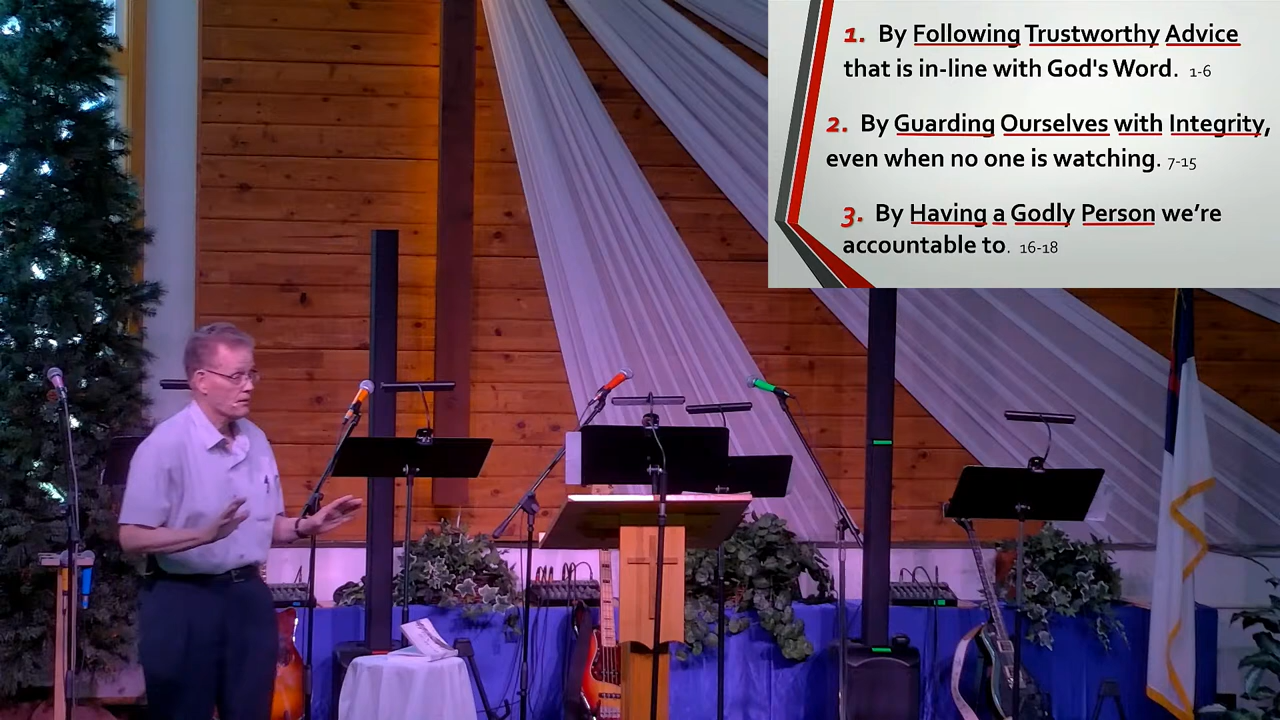 1. By Following Trustworthy Advice
that is in-line with God's Word. 1-6
2. By Guarding Ourselves with Integrity,
even when no one is watching. 7-15
3. By Having a Godly Person we’re
accountable to. 16-18